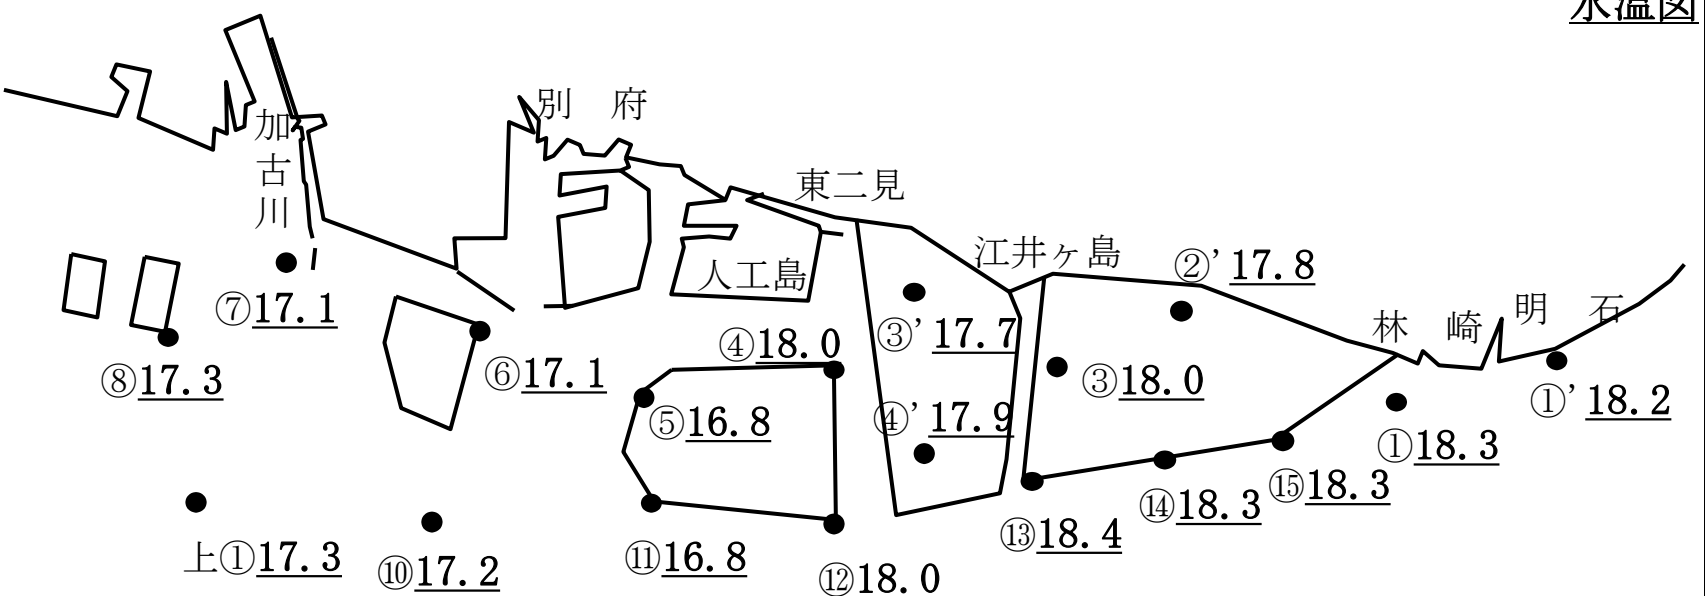 水温図
別 府
加古川
東二見
江井ヶ島
②' 17.8
人工島
林 崎 明 石
⑦17.1
③' 17.7
④18.0
⑧17.3
⑥17.1
③18.0
①' 18.2
⑤16.8
④' 17.9
①18.3
⑮18.3
⑭18.3
⑬18.4
上①17.3
⑩17.2
⑪16.8
⑫18.0